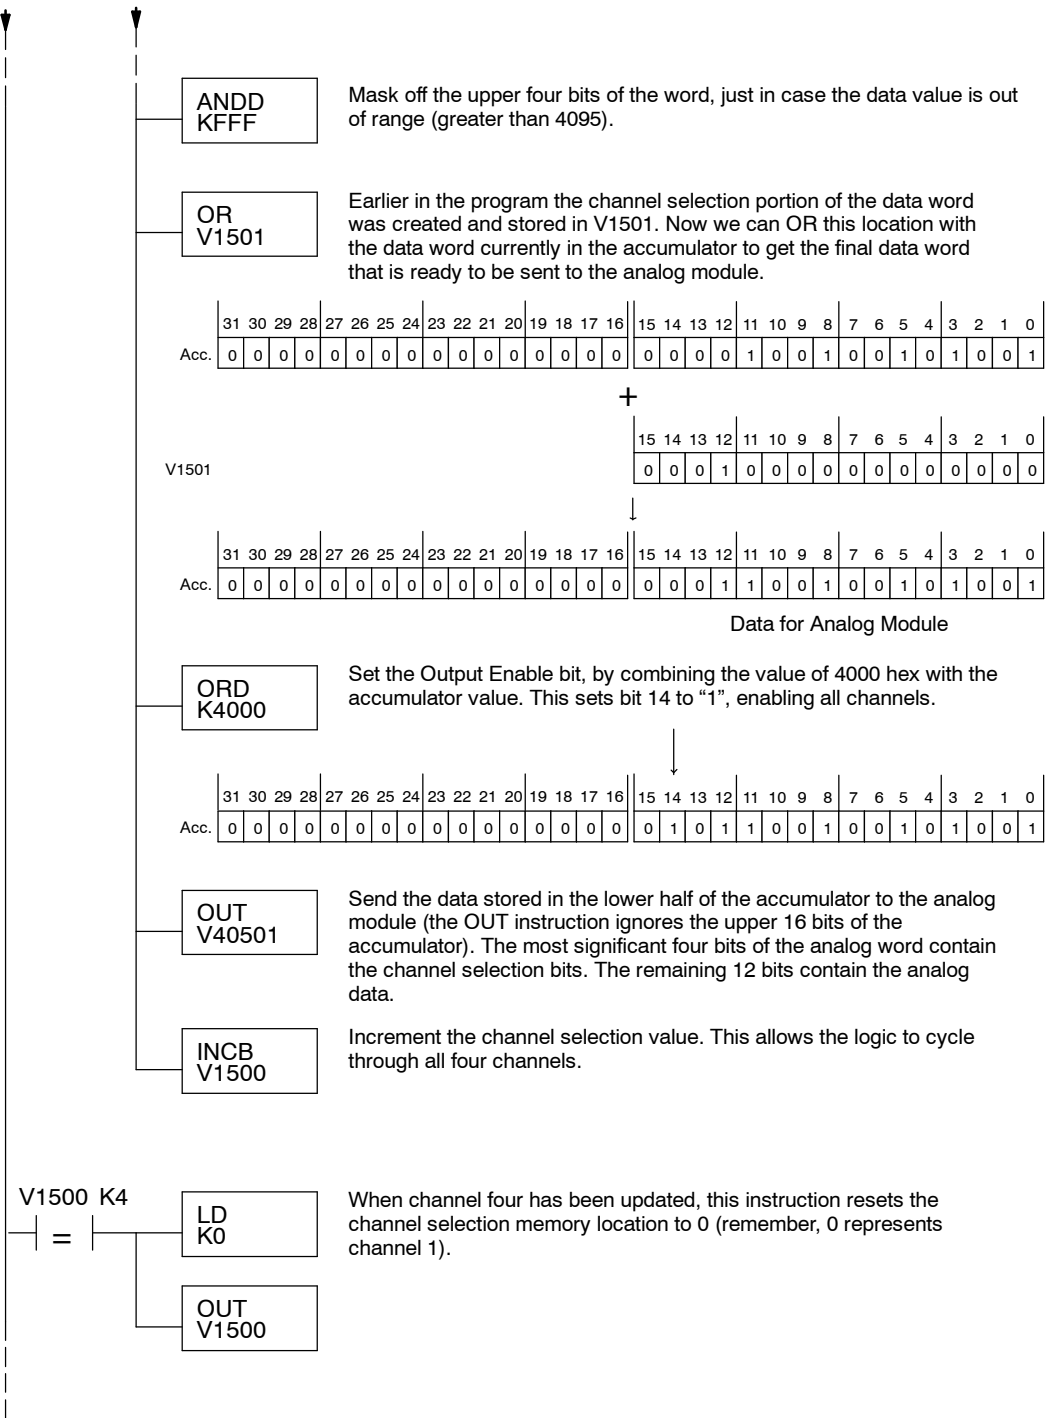 ANDD
KFFF
Mask off the upper four bits of the word, just in case the data value is out
of range (greater than 4095).
OR
V1501
Earlier in the program the channel selection portion of the data word
was created and stored in V1501. Now we can OR this location with
the data word currently in the accumulator to get the final data word
that is ready to be sent to the analog module.
31 30 29 28 27 26 25 24 23 22 21 20 19 18 17 16 15 14 13 12 11 10 9 8 7 6 5 4 3 2 1 0
Acc. 0 0 0 0 0 0 0 0 0 0 0 0 0 0 0 0 0 0 0 0 1 0 0 1 0 0 1 0 1 0 0 1
+
15 14 13 12 11 10 9 8 7 6 5 4 3 2 1 0
V1501 0 0 0 1 0 0 0 0 0 0 0 0 0 0 0 0
31 30 29 28 27 26 25 24 23 22 21 20 19 18 17 16 15 14 13 12 11 10 9 8 7 6 5 4 3 2 1 0
Acc. 0 0 0 0 0 0 0 0 0 0 0 0 0 0 0 0 0 0 0 1 1 0 0 1 0 0 1 0 1 0 0 1
Data for Analog Module
ORD
K4000
Set the Output Enable bit, by combining the value of 4000 hex with the
accumulator value. This sets bit 14 to “1”, enabling all channels.
31 30 29 28 27 26 25 24 23 22 21 20 19 18 17 16 15 14 13 12 11 10 9 8 7 6 5 4 3 2 1 0
Acc. 0 0 0 0 0 0 0 0 0 0 0 0 0 0 0 0 0 1 0 1 1 0 0 1 0 0 1 0 1 0 0 1
OUT
V40501
Send the data stored in the lower half of the accumulator to the analog
module (the OUT instruction ignores the upper 16 bits of the
accumulator). The most significant four bits of the analog word contain
the channel selection bits. The remaining 12 bits contain the analog
data.
INCB
V1500
Increment the channel selection value. This allows the logic to cycle
through all four channels.
V1500 K4
=
LD
K0
When channel four has been updated, this instruction resets the
channel selection memory location to 0 (remember, 0 represents
channel 1).
OUT
V1500